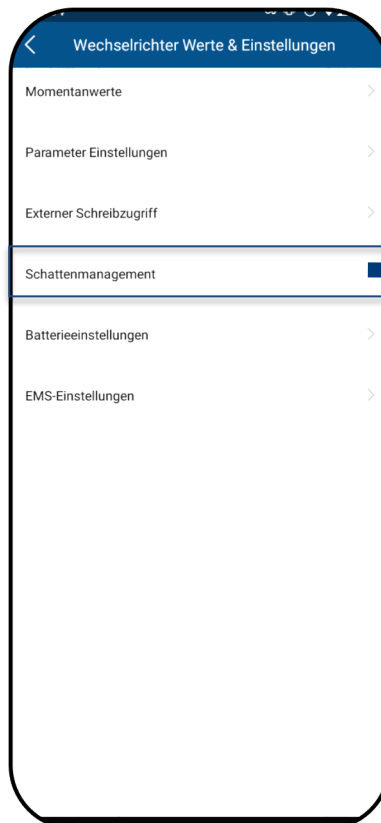 Wechselrichter Werte & Einstellungen
Momentanwerte
Parameter Einstellungen
Externer Schreibzugriff
Schattenmanagement
Batterieeinstellungen
EMS-Einstellungen